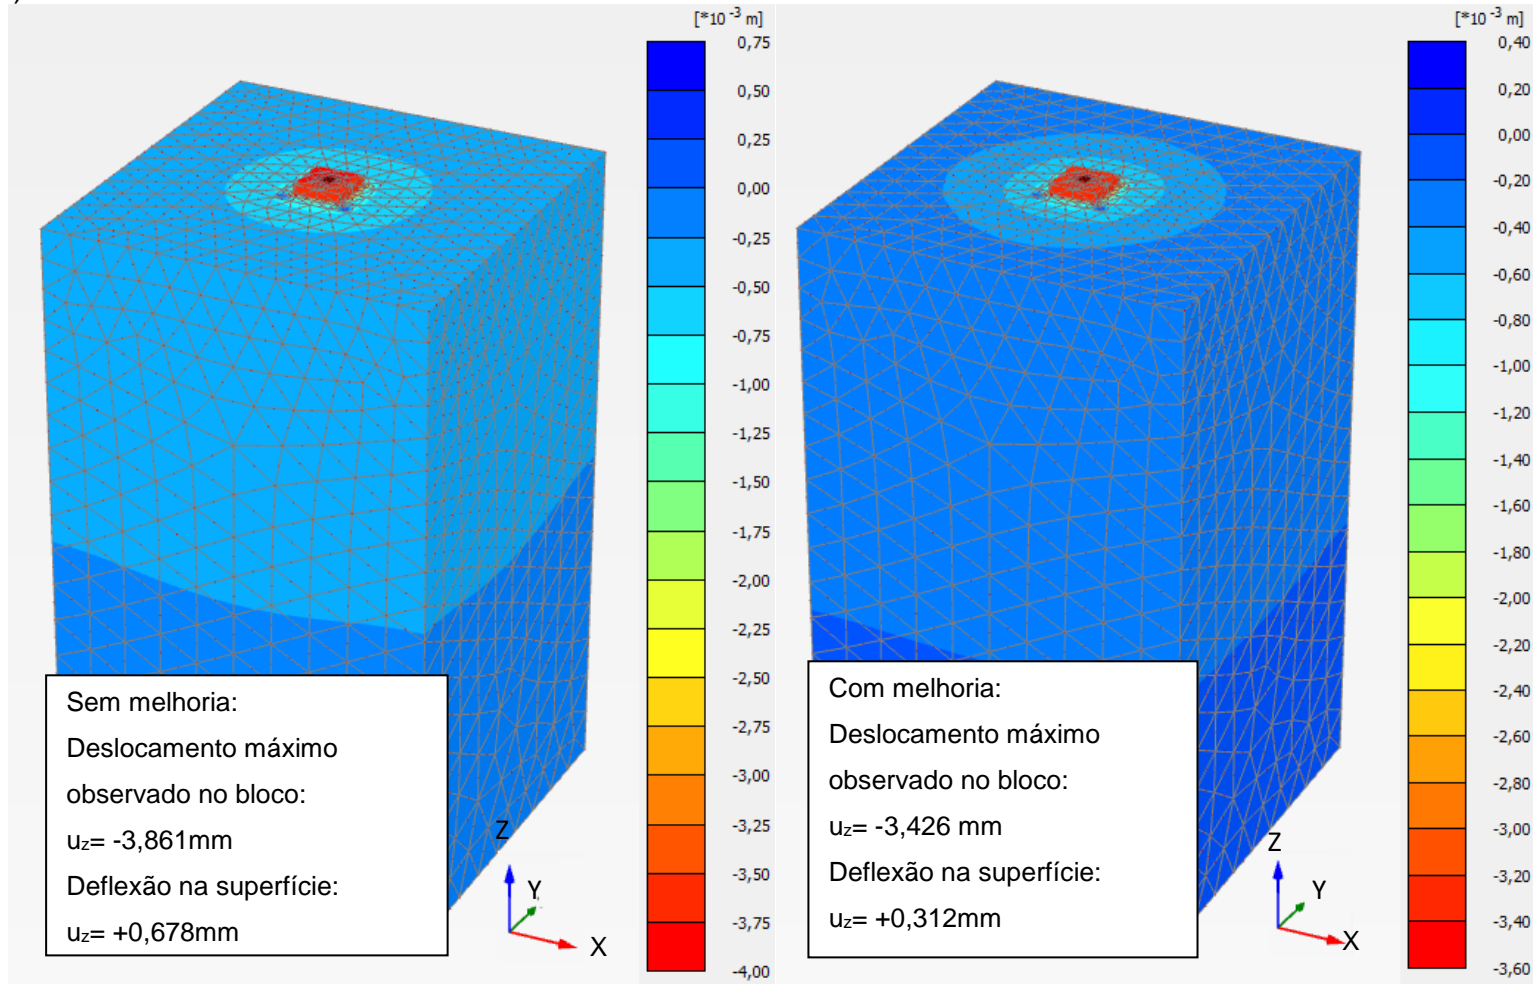 )
[*10 -3 m]
0,75
0,50
0,25
0,00
-0,25
-0,50
-0,75
-1,00
-1,25
-1,50
-1,75
-2,00
-2,25
-2,50
-2,75
-3,00
-3,25
-3,50
-3,75
-4,00
Sem melhoria:
Deslocamento máximo
observado no bloco:
uz= -3,861mm
Deflexão na superfície:
uz= +0,678mm
Z
Y
X
[*10 -3 m]
0,40
0,20
0,00
-0,20
-0,40
-0,60
-0,80
-1,00
-1,20
-1,40
-1,60
-1,80
-2,00
-2,20
-2,40
-2,60
-2,80
-3,00
-3,20
-3,40
-3,60
Com melhoria:
Deslocamento máximo
observado no bloco:
uz= -3,426 mm
Deflexão na superfície:
uz= +0,312mm
Z
Y
X